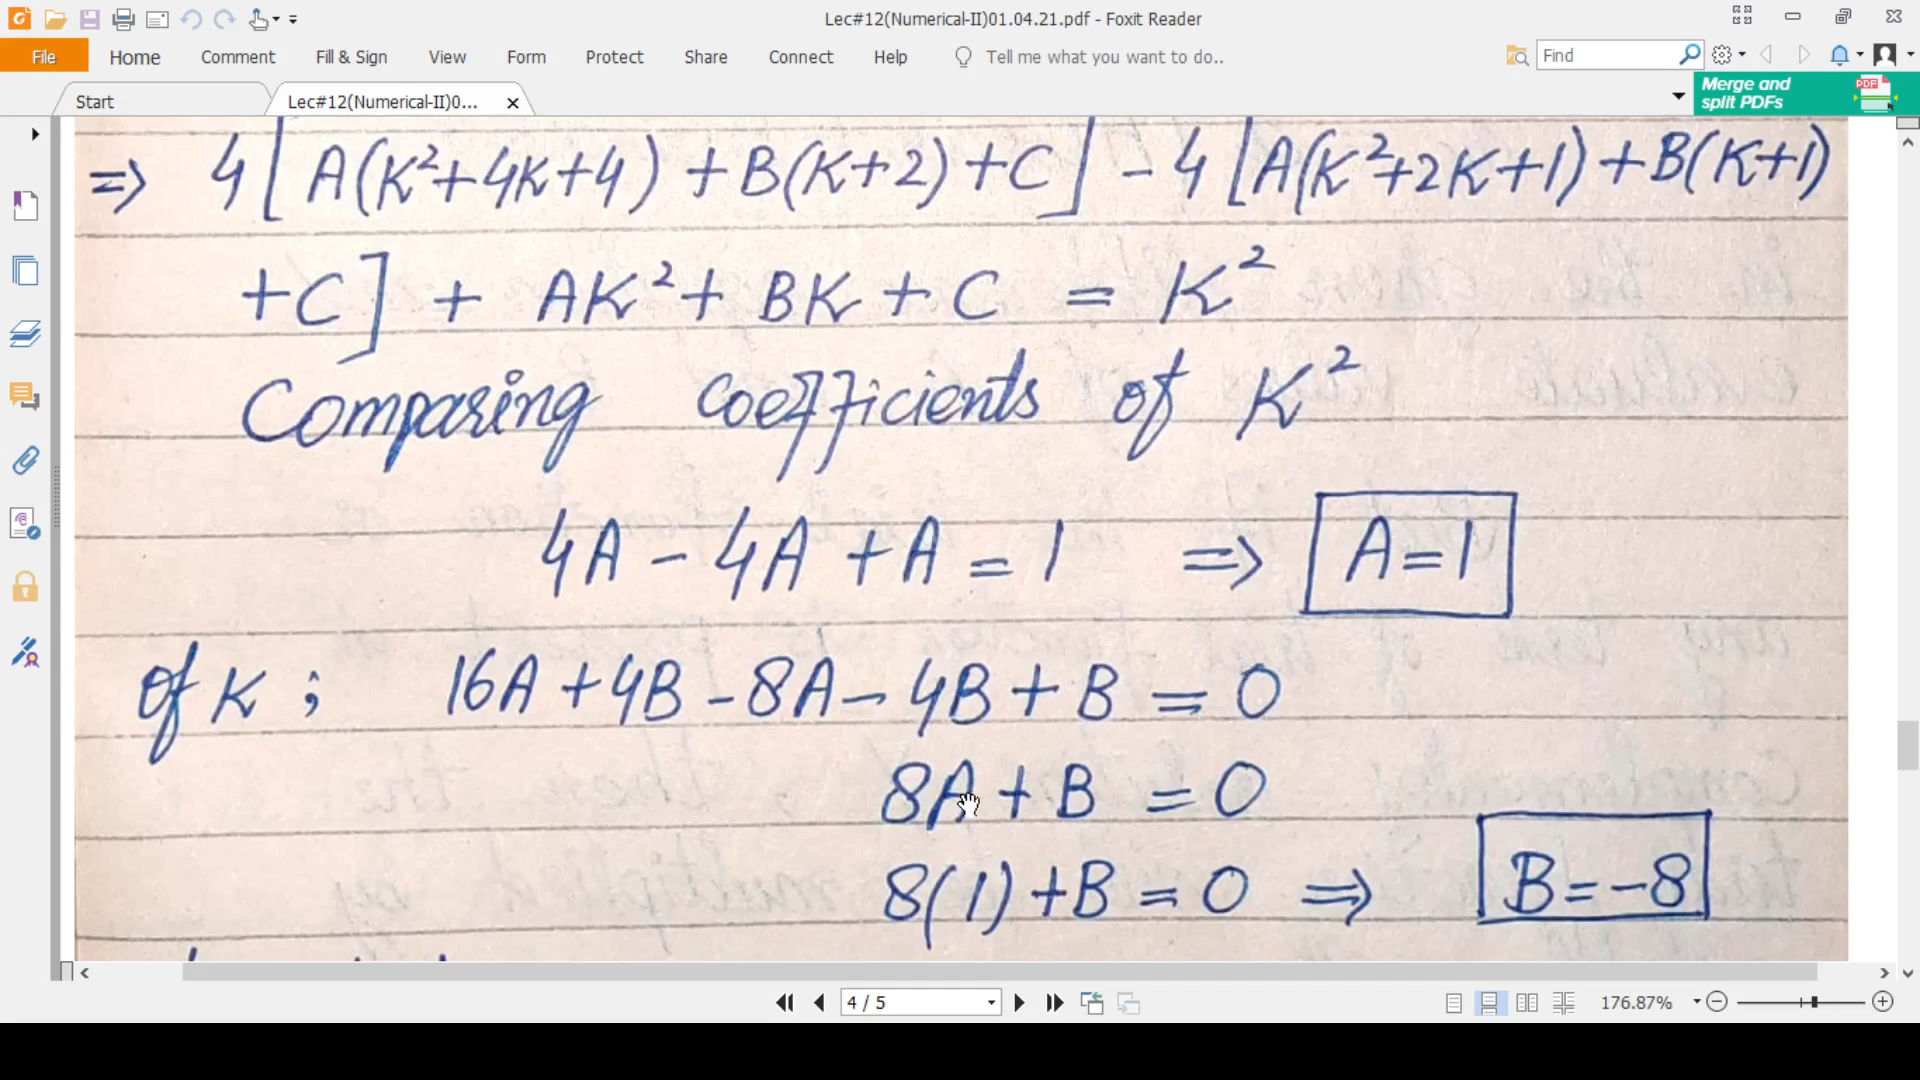 Lec#12(Numerical-II)01.04.21.pdf - Foxit Reader
File Home Comment Fill & Sign View Form Protect Share Connect Help Tell me what you want to do.. Find
Start Lec#12(Numerical-II)0...
Merge and
split PDFs
=> 4[A(K²+4K+4) + B(K+2) + C] - 4[A(K²+2K+1) + B(K+1)
+C] + AK² + BK + C = K²
Comparing Coefficients of K²
4A - 4A + A = 1 => A=1
of K ; 16A + 4B - 8A - 4B + B = 0
8A + B = 0
8(1) + B = 0 => B = -8
4 / 5 176.87%